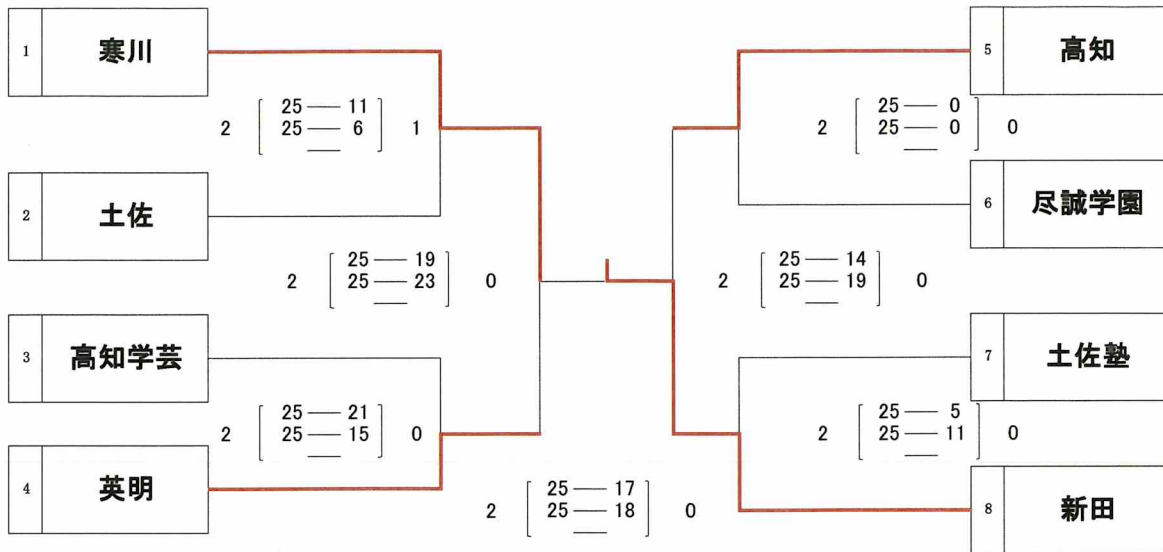 1 寒川
2 [ 25 — 11
25 — 6
— ] 1
2 土佐
2 [ 25 — 19
25 — 23
— ] 0
3 高知学芸
2 [ 25 — 21
25 — 15
— ] 0
4 英明
2 [ 25 — 17
25 — 18
— ] 0
5 高知
2 [ 25 — 0
25 — 0
— ] 0
6 尽誠学園
2 [ 25 — 14
25 — 19
— ] 0
7 土佐塾
2 [ 25 — 5
25 — 11
— ] 0
8 新田